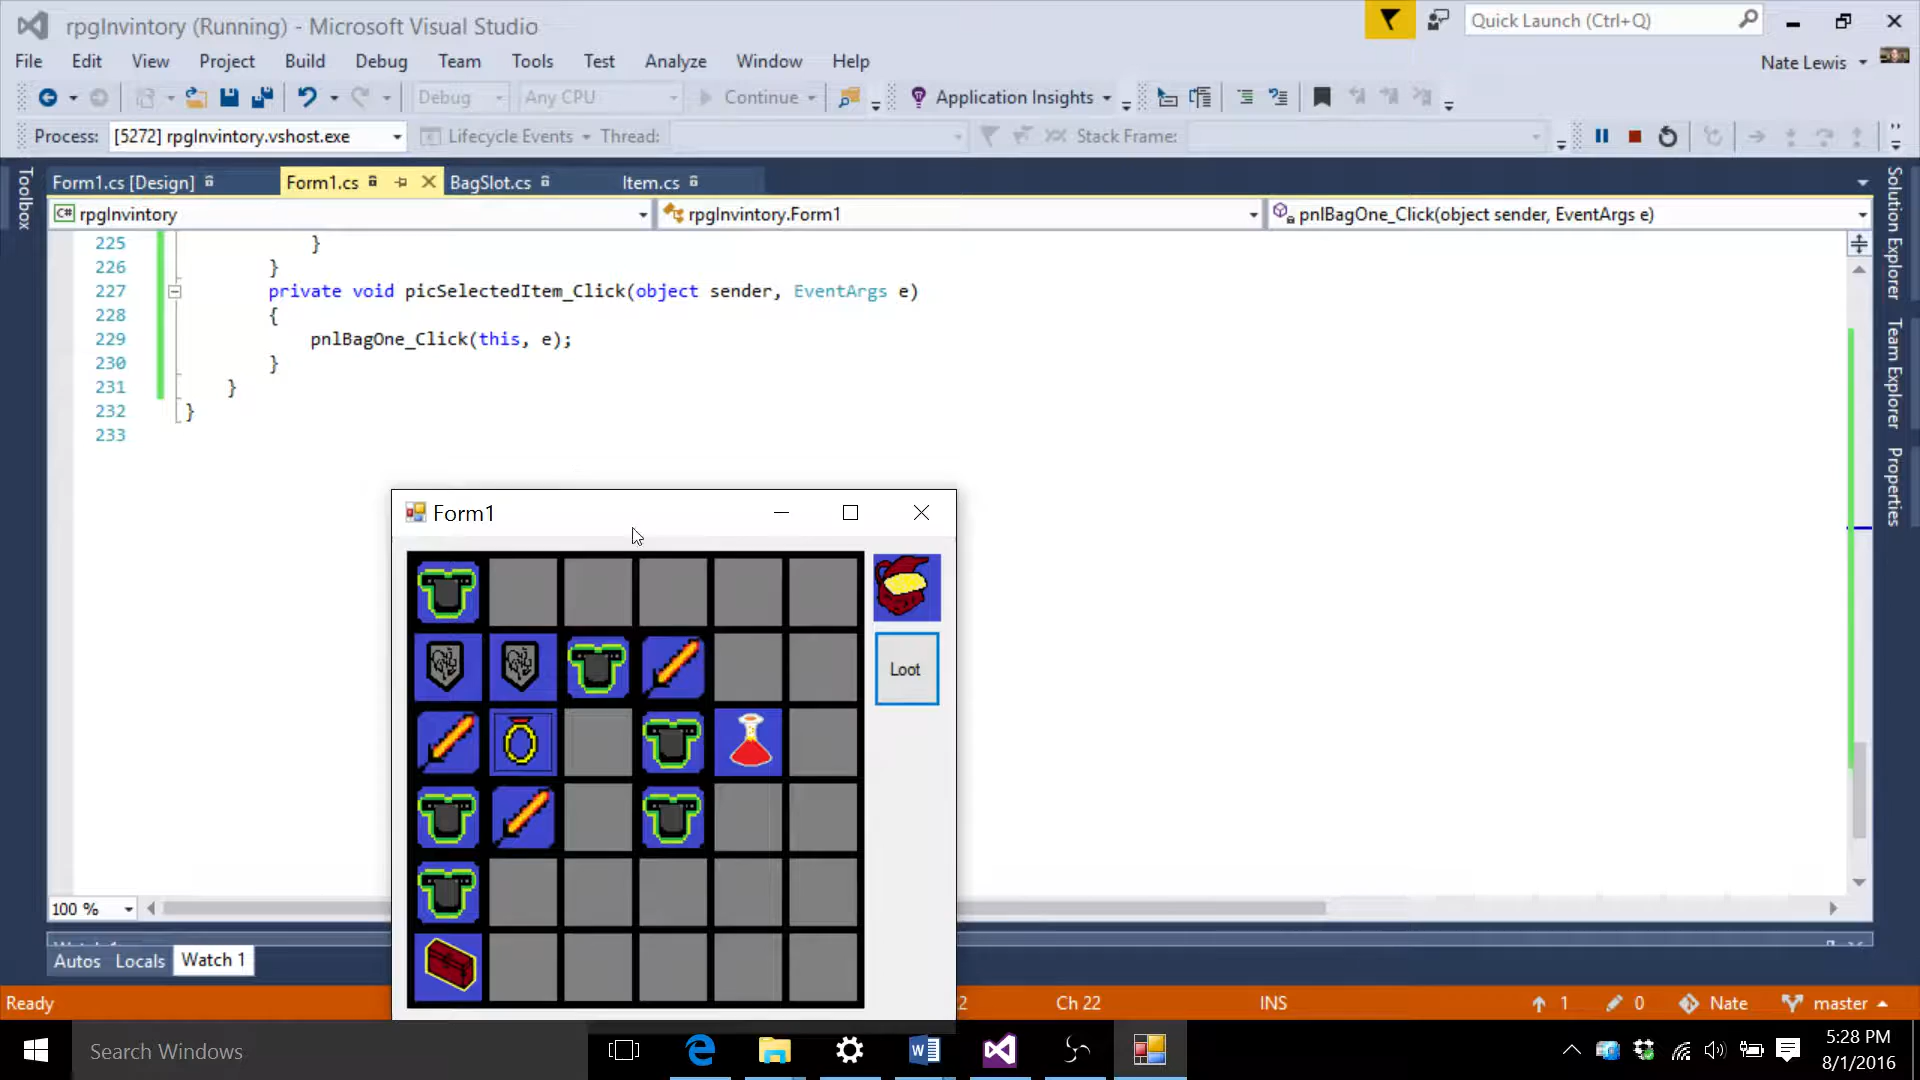 rpgInvintory (Running) - Microsoft Visual Studio
Quick Launch (Ctrl+Q)
File Edit View Project Build Debug Team Tools Test Analyze Window Help
Nate Lewis
Debug Any CPU Continue Application Insights
Process: [5272] rpgInvintory.vshost.exe Lifecycle Events Thread: Stack Frame:
Toolbox
Form1.cs [Design] Form1.cs BagSlot.cs Item.cs
rpgInvintory rpgInvintory.Form1 pnlBagOne_Click(object sender, EventArgs e)
225 }
226 }
227 private void picSelectedItem_Click(object sender, EventArgs e)
228 {
229 pnlBagOne_Click(this, e);
230 }
231 }
232 }
233
Solution Explorer
Team Explorer
Properties
Form1
Loot
100 %
Autos Locals Watch 1
Ready
2 Ch 22 INS 1 0 Nate master
Search Windows
5:28 PM
8/1/2016